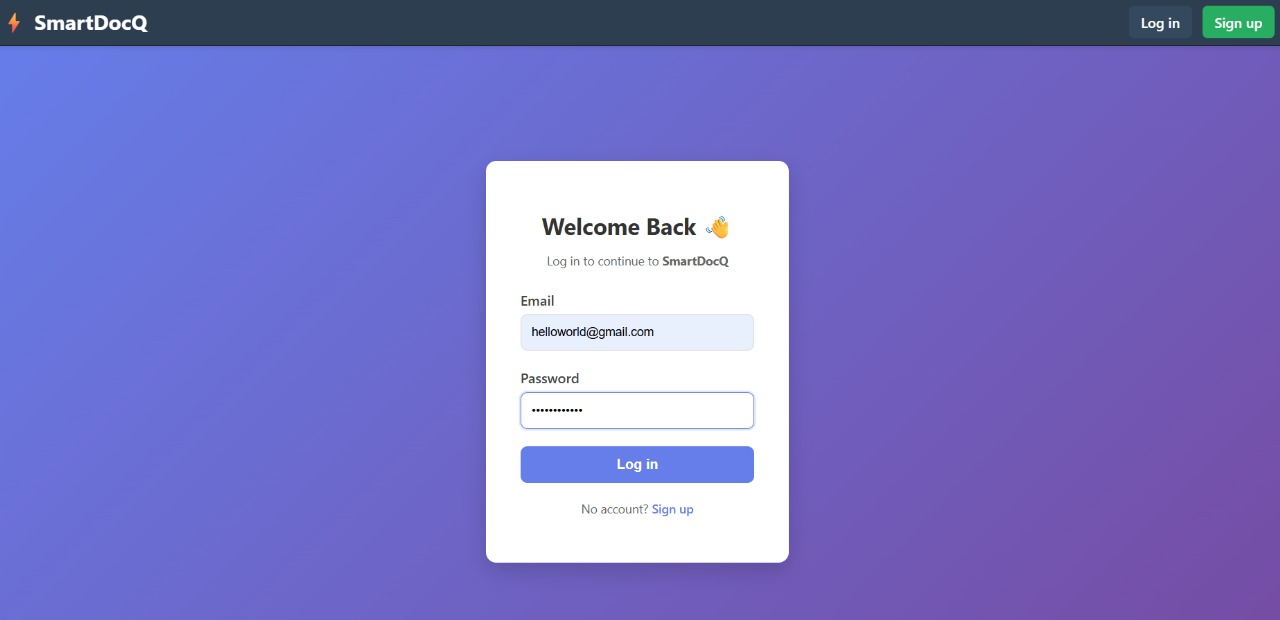 SmartDocQ
Log in
Sign up
Welcome Back 👋
Log in to continue to SmartDocQ
Email
helloworld@gmail.com
Password
••••••••••••
Log in
No account? Sign up